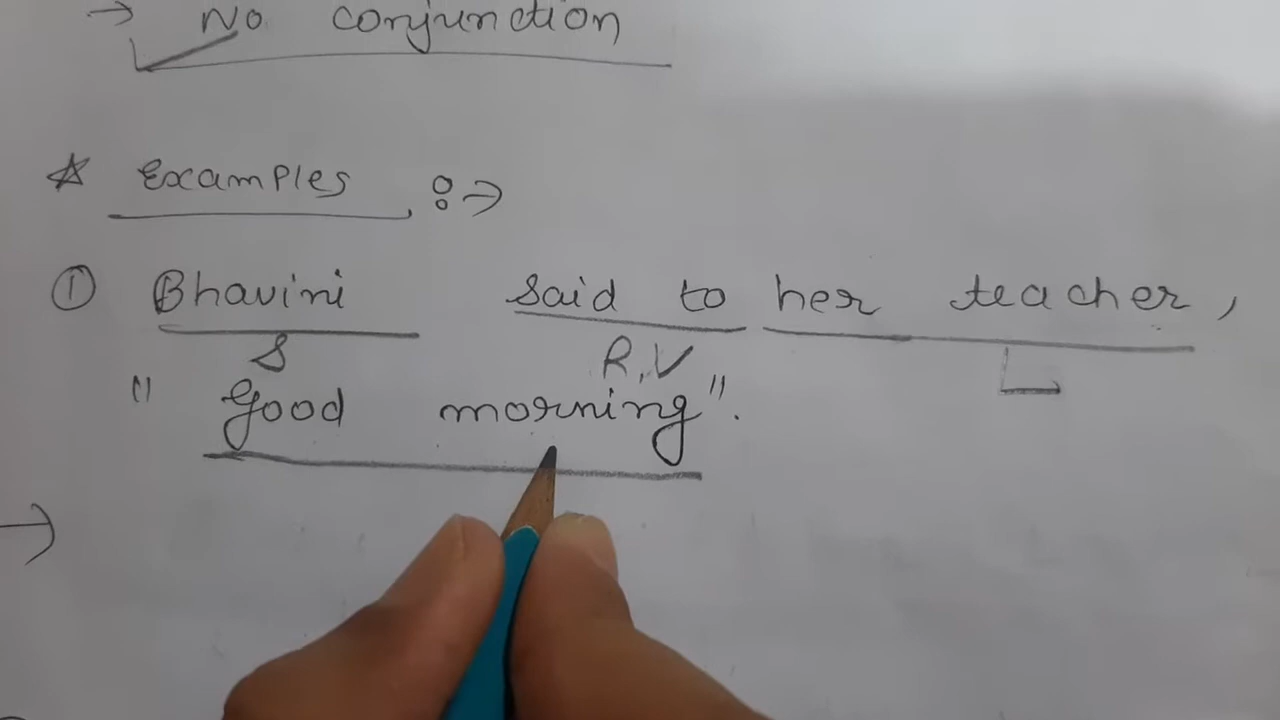 → No conjunction
☆ Examples :→
① Bhavini said to her teacher,
S R.V L
" Good morning".
→